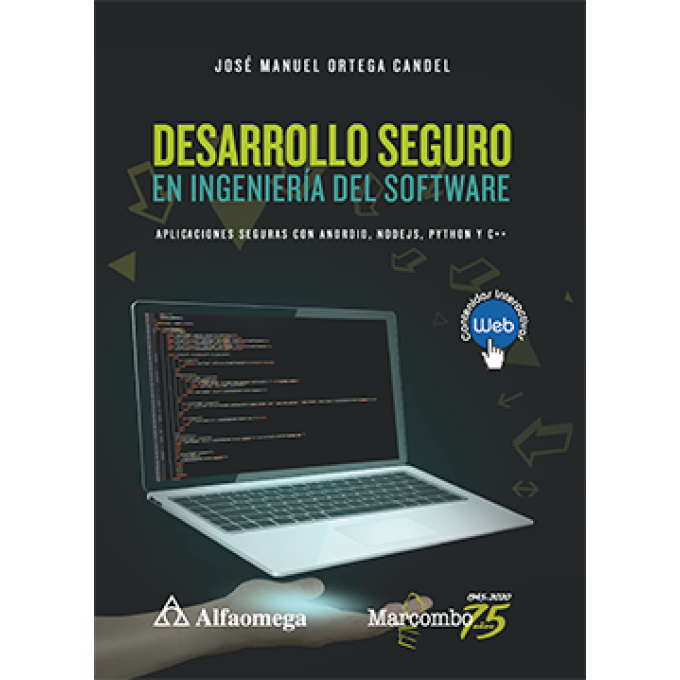 JOSÉ MANUEL ORTEGA CANDEL
DESARROLLO SEGURO
EN INGENIERÍA DEL SOFTWARE
APLICACIONES SEGURAS CON ANDROID, NODEJS, PYTHON Y C++
Contenidos Interactivos
Web
Alfaomega
Marcombo
1945-2020
75
años